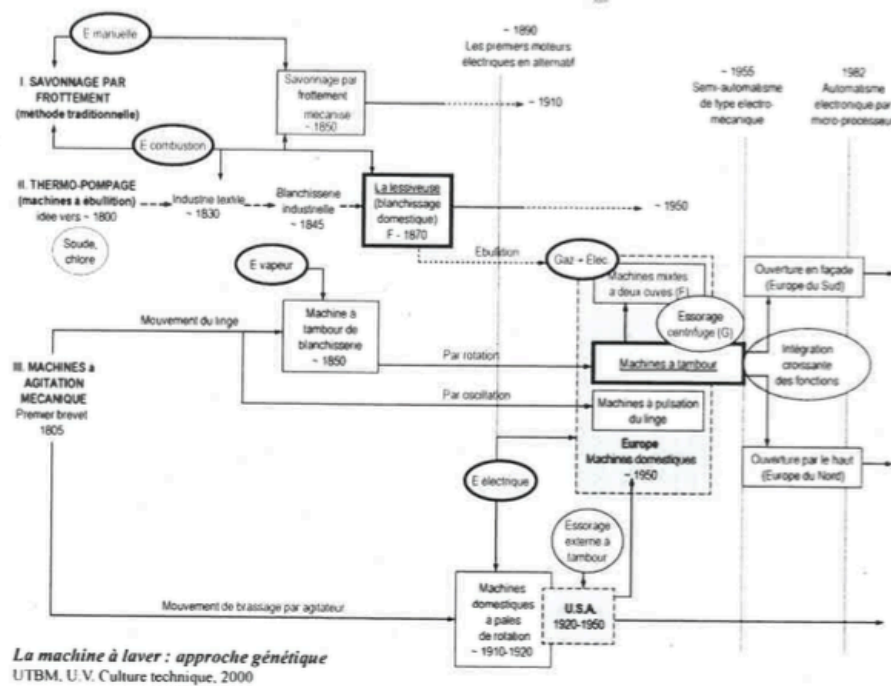 E manuelle
~ 1890
Les premiers moteurs
électriques en alternatif
~ 1955
Semi-automatisme
de type electro-
mécanique
1982
Automatisme
electronique par
micro-processeur
I. SAVONNAGE PAR
FROTTEMENT
(méthode traditionnelle)
Savonnage par
frottement
mécanisé
~ 1850
~ 1910
E combustion
II. THERMO-POMPAGE
(machines à ébullition)
idee vers ~ 1800
Industrie textile
~ 1830
Blanchisserie
industrielle
~ 1845
La lessiveuse
(blanchissage
domestique)
F - 1870
~ 1950
Soude,
chlore
Ebullition
E vapeur
Gaz + Elec.
Machines mixtes
a deux cuves (F)
Ouverture en façade
(Europe du Sud)
Essorage
centrifuge (G)
Mouvement du linge
Machine à
tambour de
blanchisserie
~ 1850
Par rotation
Machines a tambour
Intégration
croissante
des fonctions
III. MACHINES a
AGITATION
MECANIQUE
Premier brevet
1805
Par oscillation
Machines à pulsation
du linge
Europe
Machines domestiques
~ 1950
Ouverture par le haut
(Europe du Nord)
E électrique
Essorage
externe à
tambour
Mouvement de brassage par agitateur
Machines
domestiques
a pales
de rotation
~ 1910-1920
U.S.A.
1920-1950
La machine à laver : approche génétique
UTBM, U.V. Culture technique, 2000